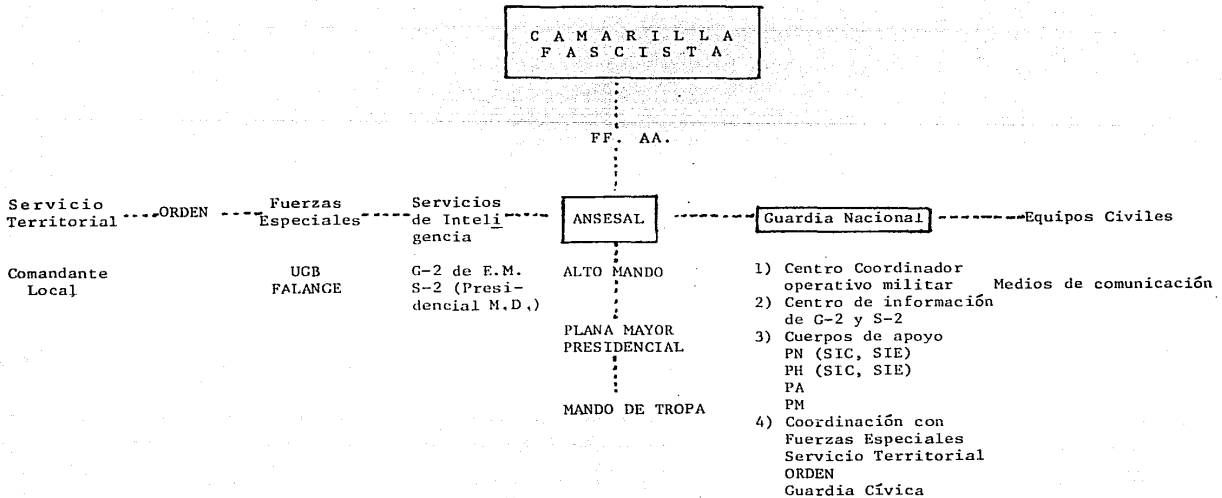 C A M A R I L L A
F A S C I S T A
FF. AA.
Servicio
Territorial
ORDEN
Fuerzas
Especiales
Servicios
de Inteli
gencia
ANSESAL
Guardia Nacional
Equipos Civiles
Comandante
Local
UGB
FALANGE
G-2 de E.M.
S-2 (Presi-
dencial M.D.)
ALTO MANDO
PLANA MAYOR
PRESIDENCIAL
MANDO DE TROPA
1) Centro Coordinador
operativo militar
2) Centro de información
de G-2 y S-2
3) Cuerpos de apoyo
PN (SIC, SIE)
PH (SIC, SIE)
PA
PM
4) Coordinación con
Fuerzas Especiales
Servicio Territorial
ORDEN
Guardia Cívica
Medios de comunicación